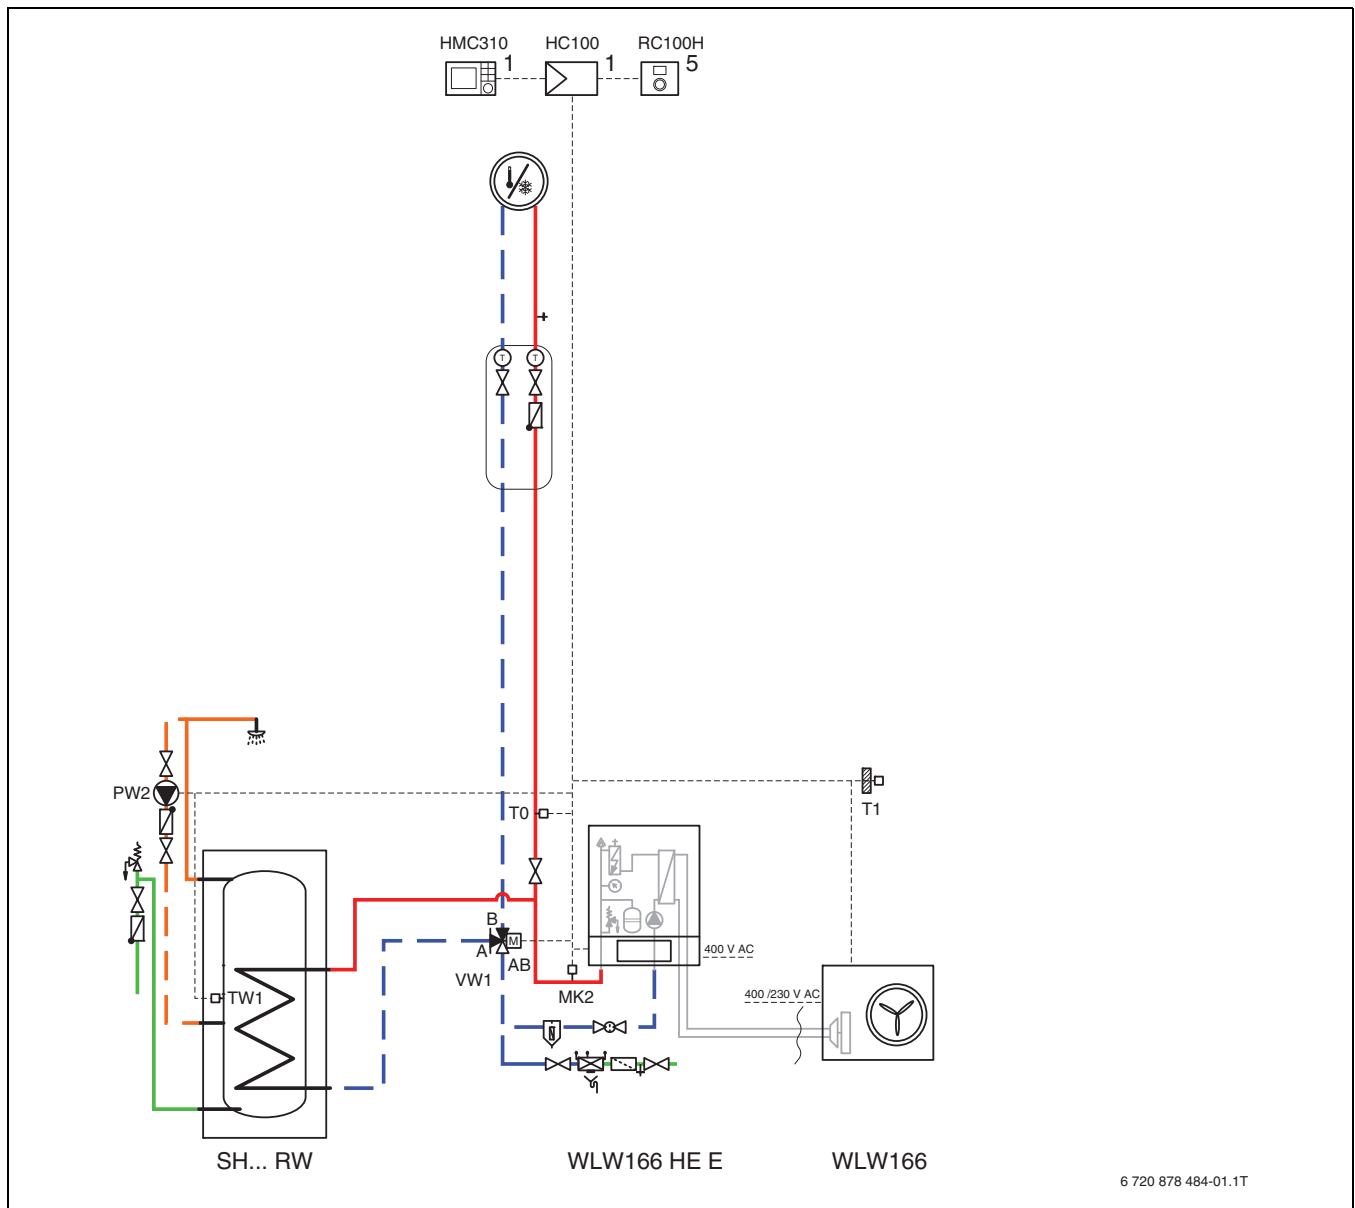 HMC310 HC100 RC100H
1 1 5
T T
PW2
T0
T1
B
M
A
AB
400 V AC
VW1
TW1
MK2
400 /230 V AC
SH... RW WLW166 HE E WLW166
6 720 878 484-01.1T